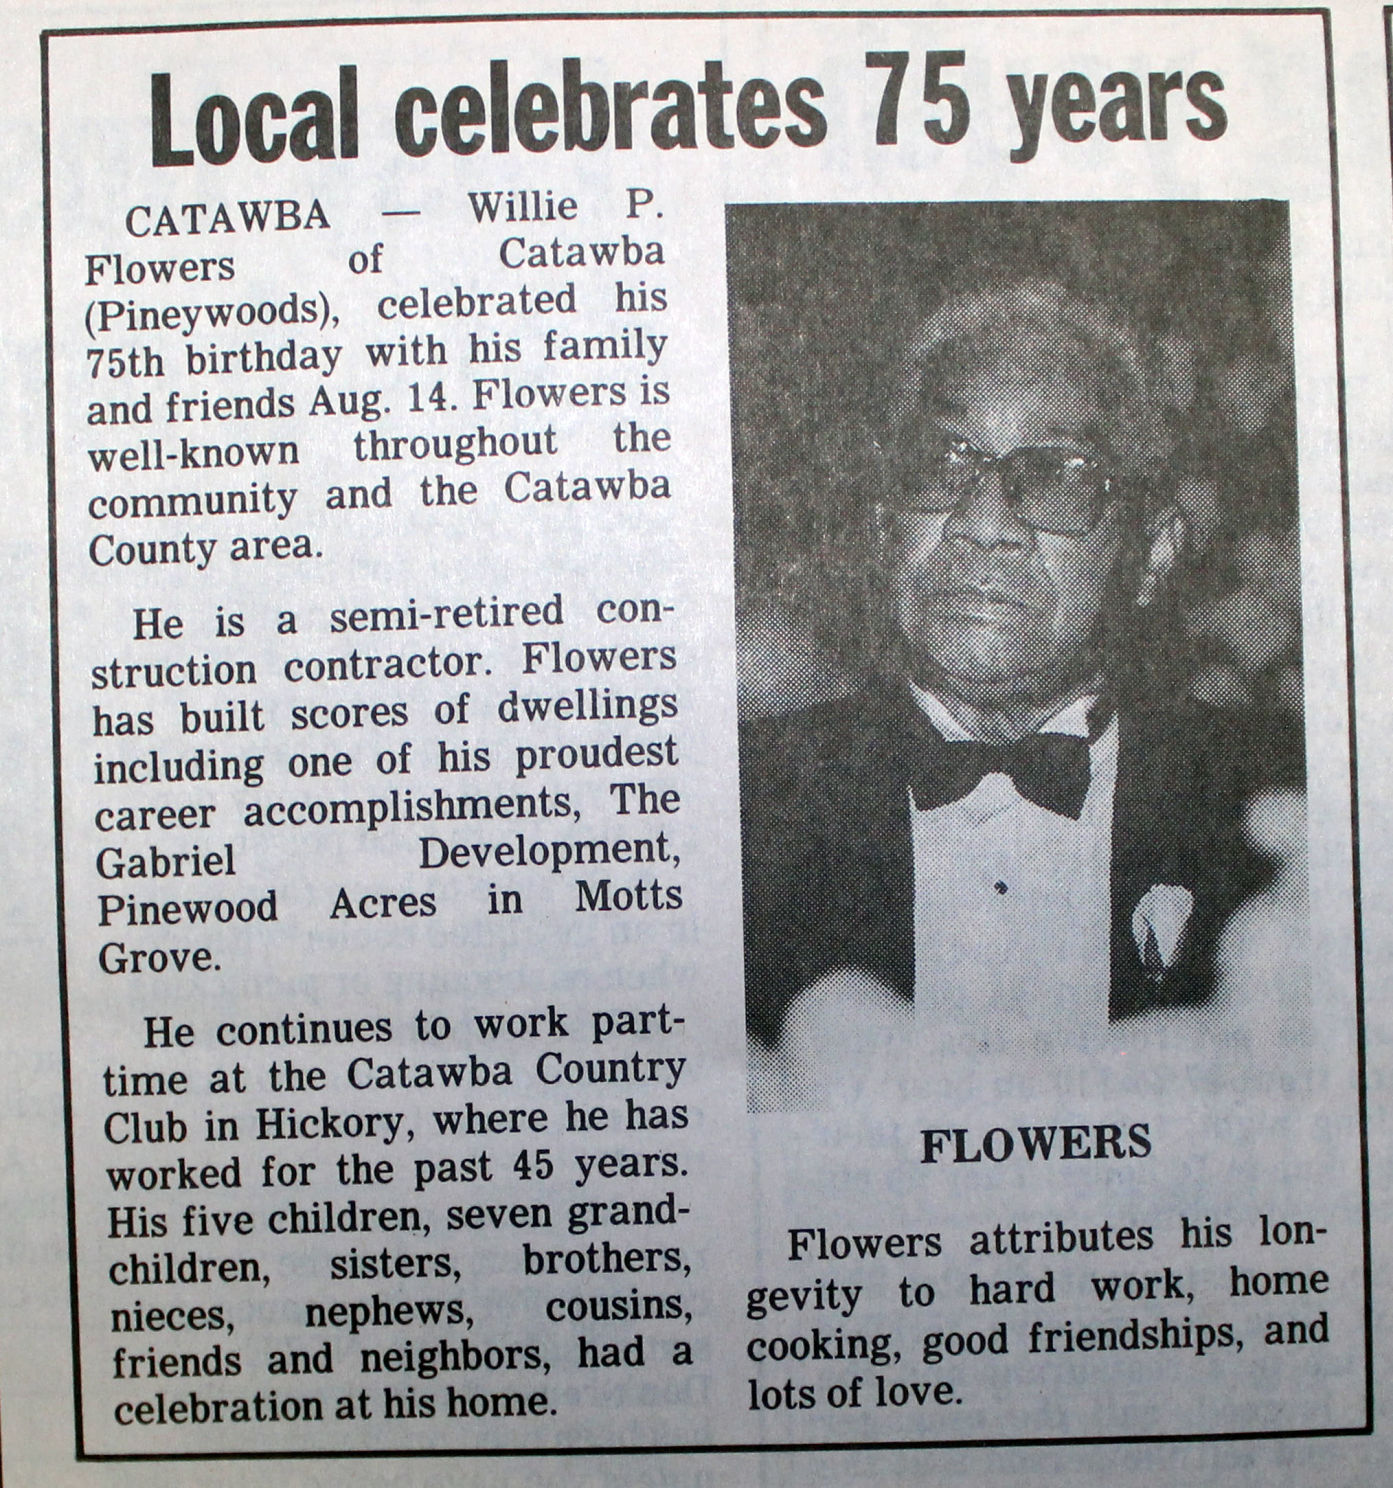 Local celebrates 75 years
CATAWBA — Willie P.
Flowers of Catawba
(Pineywoods), celebrated his
75th birthday with his family
and friends Aug. 14. Flowers is
well-known throughout the
community and the Catawba
County area.
He is a semi-retired con-
struction contractor. Flowers
has built scores of dwellings
including one of his proudest
career accomplishments, The
Gabriel Development,
Pinewood Acres in Motts
Grove.
He continues to work part-
time at the Catawba Country
Club in Hickory, where he has
worked for the past 45 years.
His five children, seven grand-
children, sisters, brothers,
nieces, nephews, cousins,
friends and neighbors, had a
celebration at his home.
FLOWERS
Flowers attributes his lon-
gevity to hard work, home
cooking, good friendships, and
lots of love.